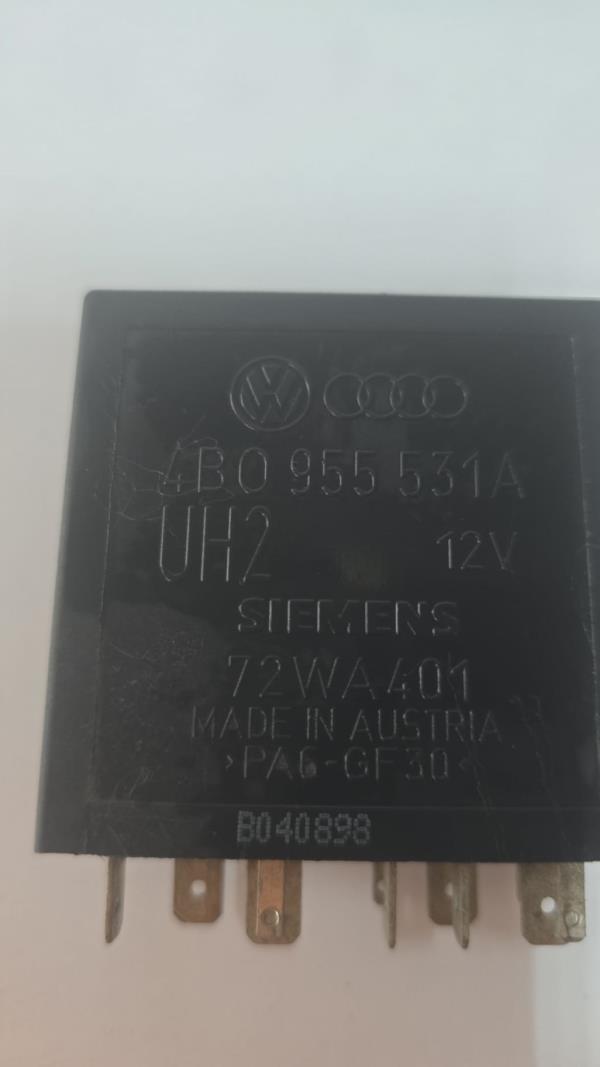 4B0 955 531A
UH2 12V
SIEMENS
72WA401
MADE IN AUSTRIA
>PA6-GF30<
B040898